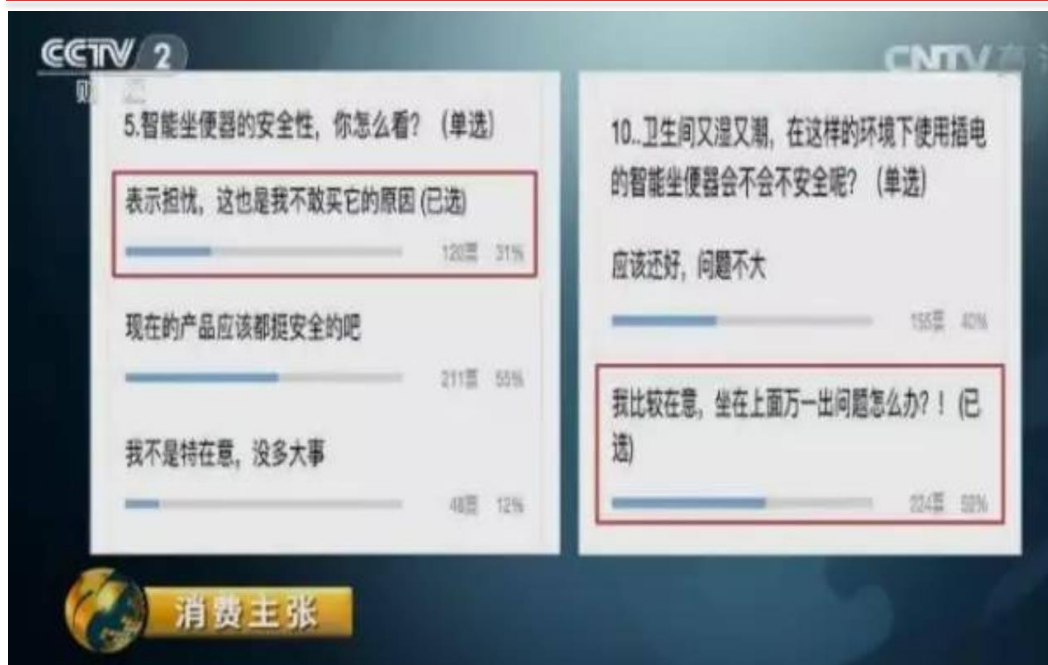 CCTV 2
CNTV
5.智能坐便器的安全性，你怎么看？（单选）
表示担忧，这也是我不敢买它的原因(已选)
120票 31%
现在的产品应该都挺安全的吧
211票 55%
我不是特在意，没多大事
48票 12%
10..卫生间又湿又潮，在这样的环境下使用插电
的智能坐便器会不会不安全呢？（单选）
应该还好，问题不大
155票 40%
我比较在意，坐在上面万一出问题怎么办？！(已
选)
224票
消费主张